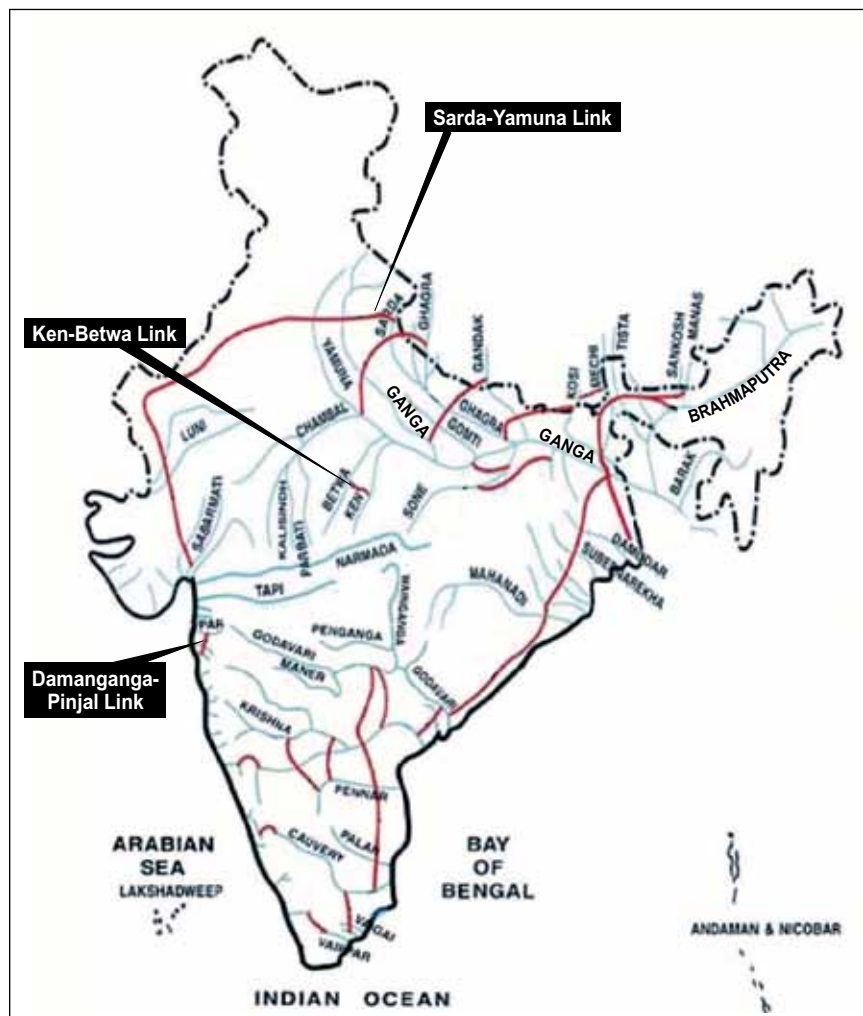 Sarda-Yamuna Link
Ken-Betwa Link
SARDA
GHAGRA
YAMUNA
GANGA
GANDAK
GHAGRA
GOMTI
KOSI
MECHI
TISTA
SANKOSH
MANAS
BRAHMAPUTRA
GANGA
BARAK
LUNI
CHAMBAL
SABARMATI
KALISINDH
PARBATI
BETWA
KEN
SONE
NARMADA
TAPI
MAHANADI
DAMODAR
SUBERNAREKHA
WAINGANGA
PENGANGA
PAR
GODAVARI
MANER
GODAVARI
Damanganga-
Pinjal Link
KRISHNA
PENNAR
PALAR
CAUVERY
VAIGAI
VAIPPAR
ARABIAN
SEA
LAKSHADWEEP
BAY
OF
BENGAL
ANDAMAN & NICOBAR
INDIAN OCEAN